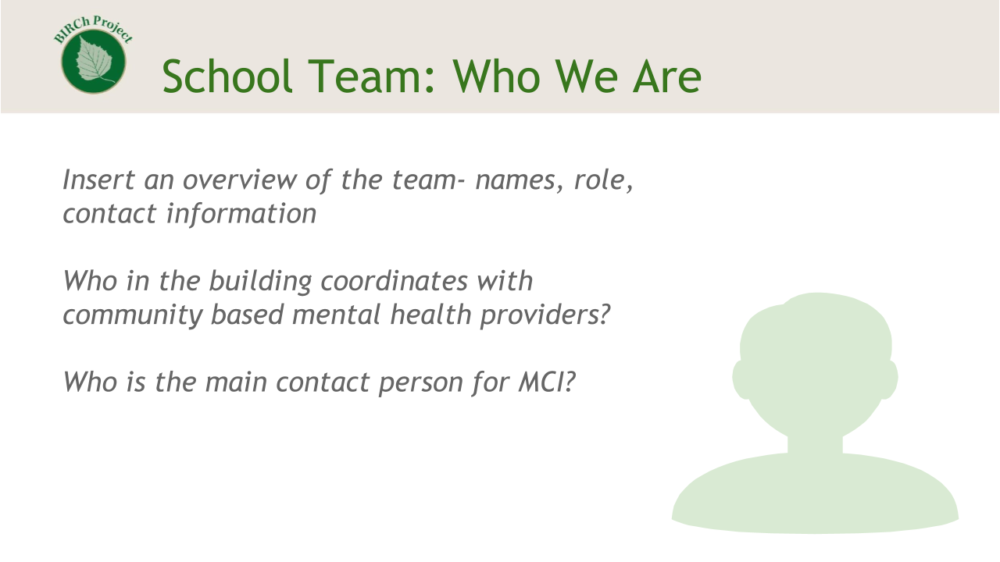 BIRCh Project
School Team: Who We Are
Insert an overview of the team- names, role,
contact information
Who in the building coordinates with
community based mental health providers?
Who is the main contact person for MCI?